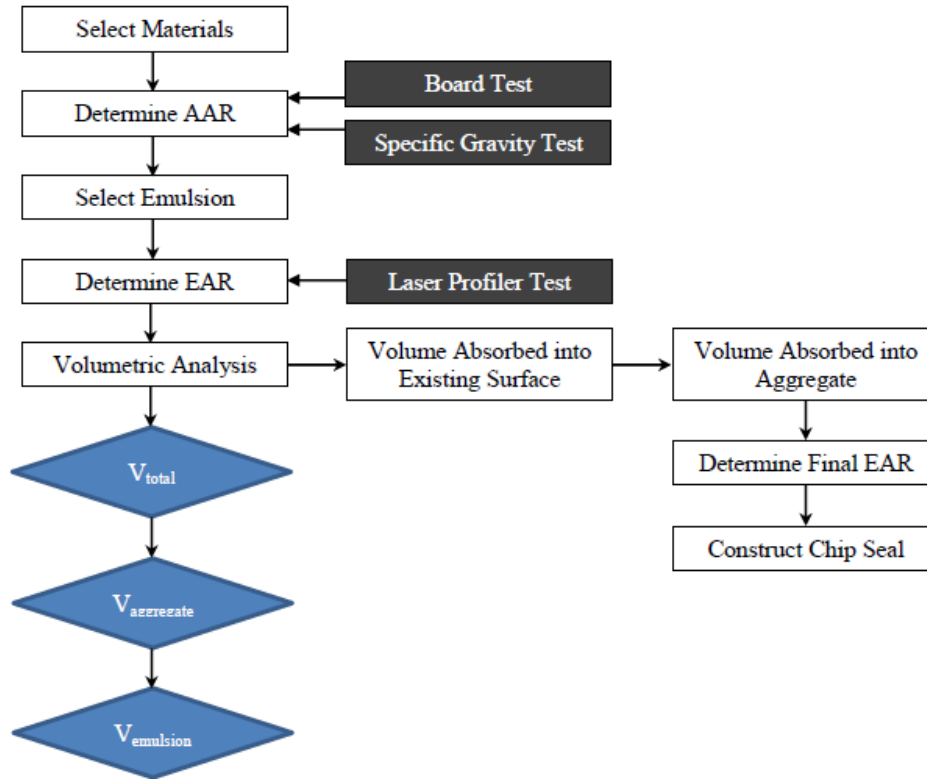 Select Materials
Determine AAR
Board Test
Specific Gravity Test
Select Emulsion
Determine EAR
Laser Profiler Test
Volumetric Analysis
Volume Absorbed into
Existing Surface
Volume Absorbed into
Aggregate
Determine Final EAR
Construct Chip Seal
Vtotal
Vaggregate
Vemulsion